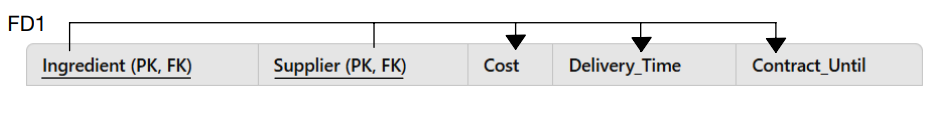 FD1
Ingredient (PK, FK) Supplier (PK, FK) Cost Delivery_Time Contract_Until